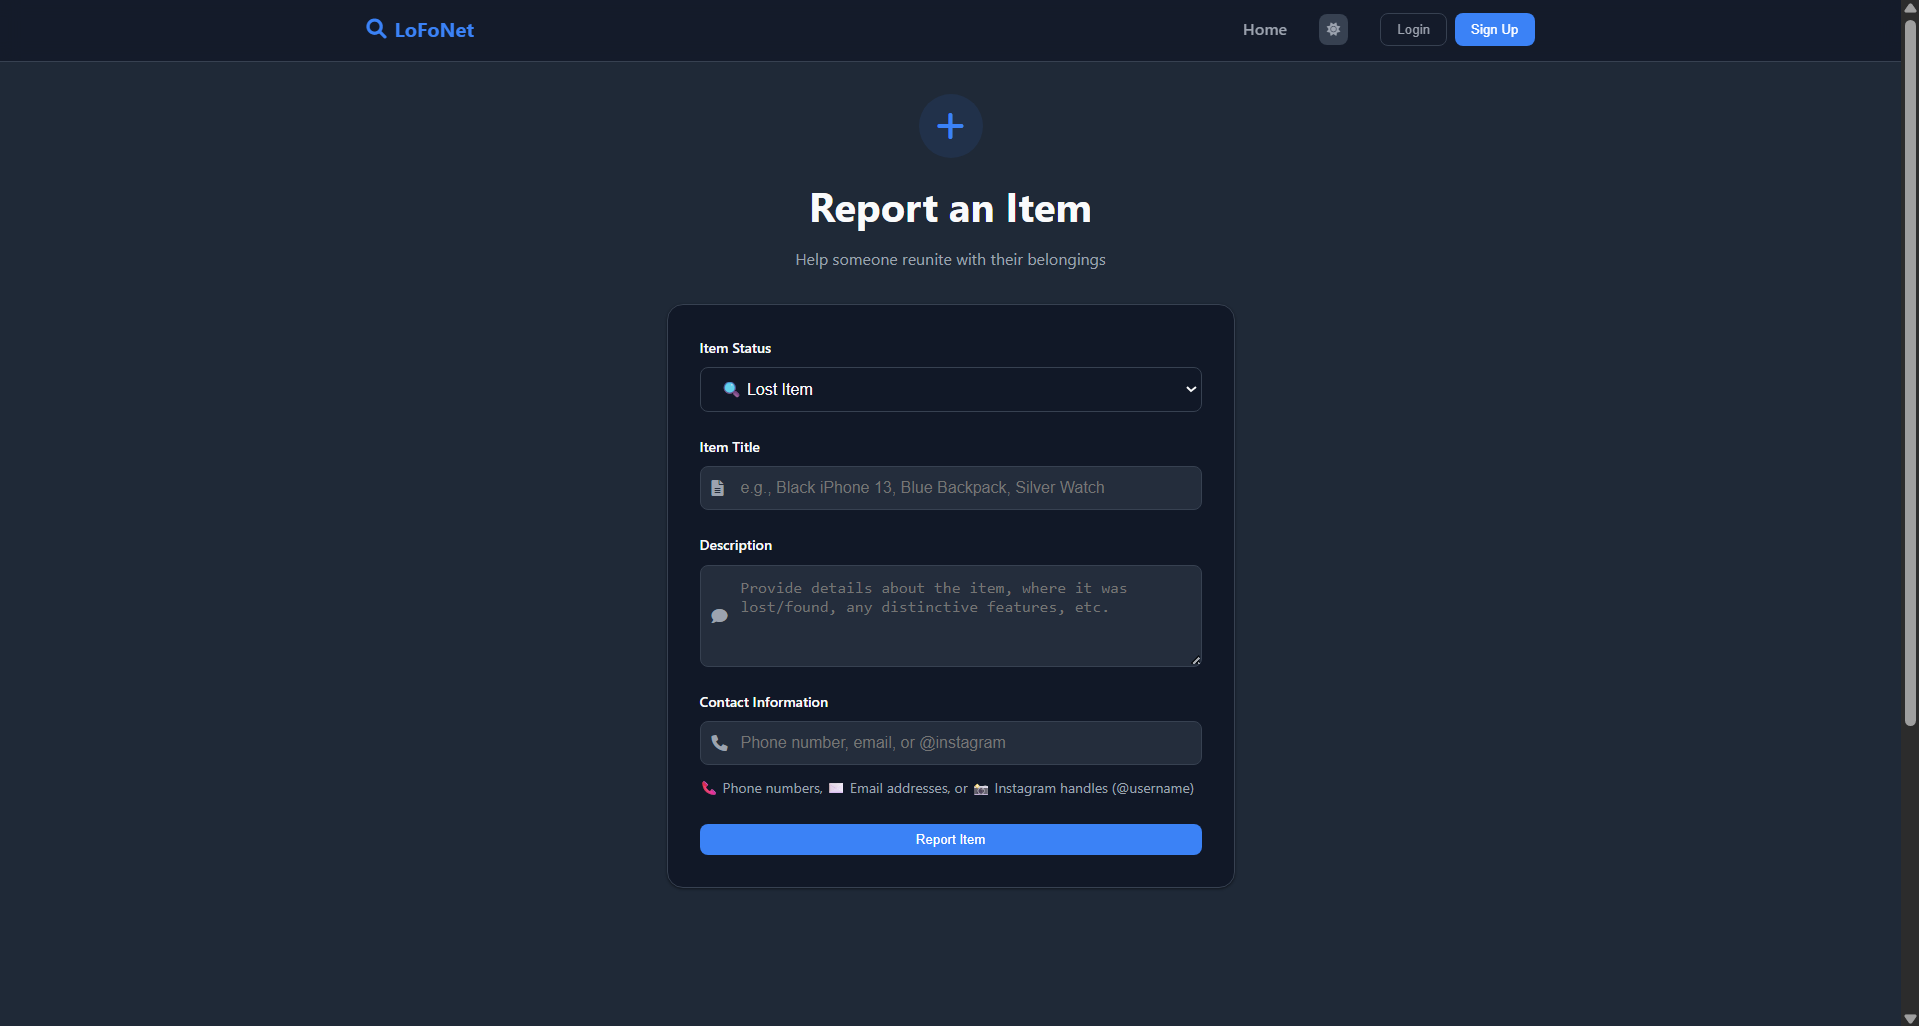 LoFoNet
Home
Login
Sign Up
Report an Item
Help someone reunite with their belongings
Item Status
Lost Item
Item Title
e.g., Black iPhone 13, Blue Backpack, Silver Watch
Description
Provide details about the item, where it was
lost/found, any distinctive features, etc.
Contact Information
Phone number, email, or @instagram
Phone numbers, Email addresses, or Instagram handles (@username)
Report Item